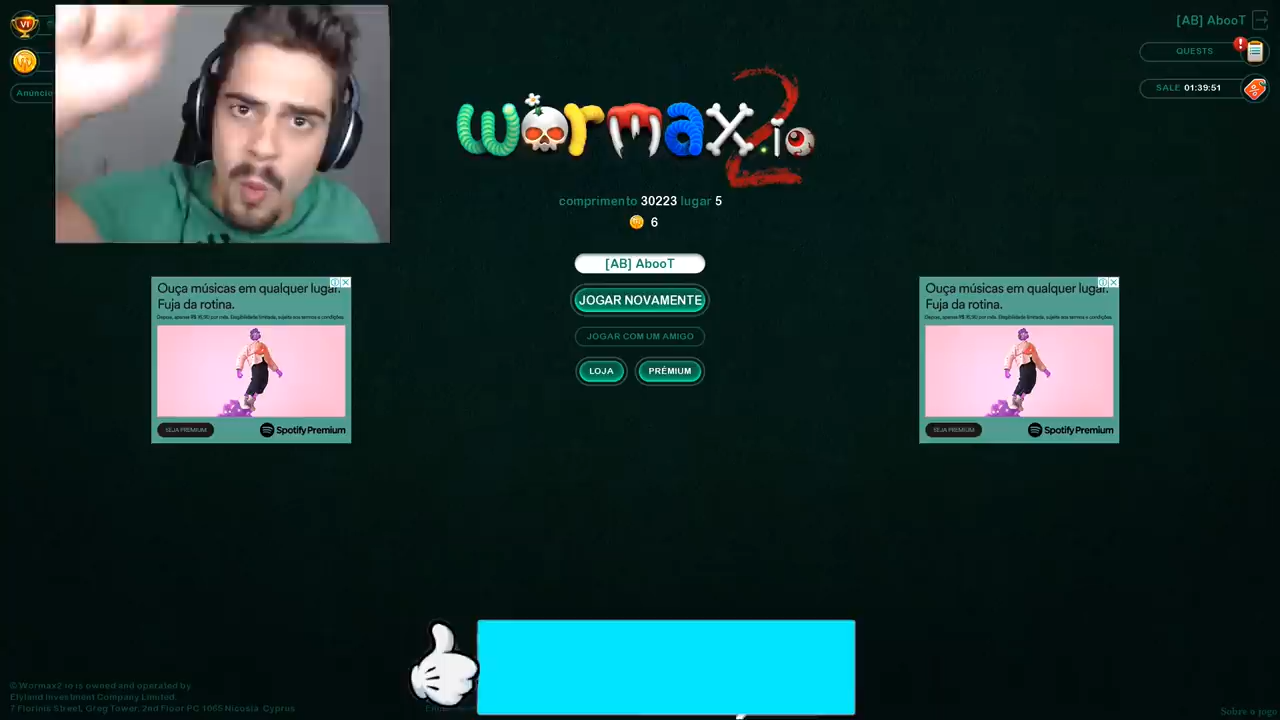 VI
[AB] AbooT
QUESTS
!
Anúncio
SALE 01:39:51
wormax2.io
comprimento 30223 lugar 5
6
[AB] AbooT
JOGAR NOVAMENTE
JOGAR COM UM AMIGO
LOJA
PRÊMIUM
Ouça músicas em qualquer lugar.
Fuja da rotina.
SEJA PREMIUM
Spotify Premium
Ouça músicas em qualquer lugar.
Fuja da rotina.
SEJA PREMIUM
Spotify Premium
© Wormax2.io is owned and operated by
Elyland Investment Company Limited.
7 Florinis Street, Greg Tower, 2nd Floor PC 1065 Nicosia, Cyprus
Sobre o jogo